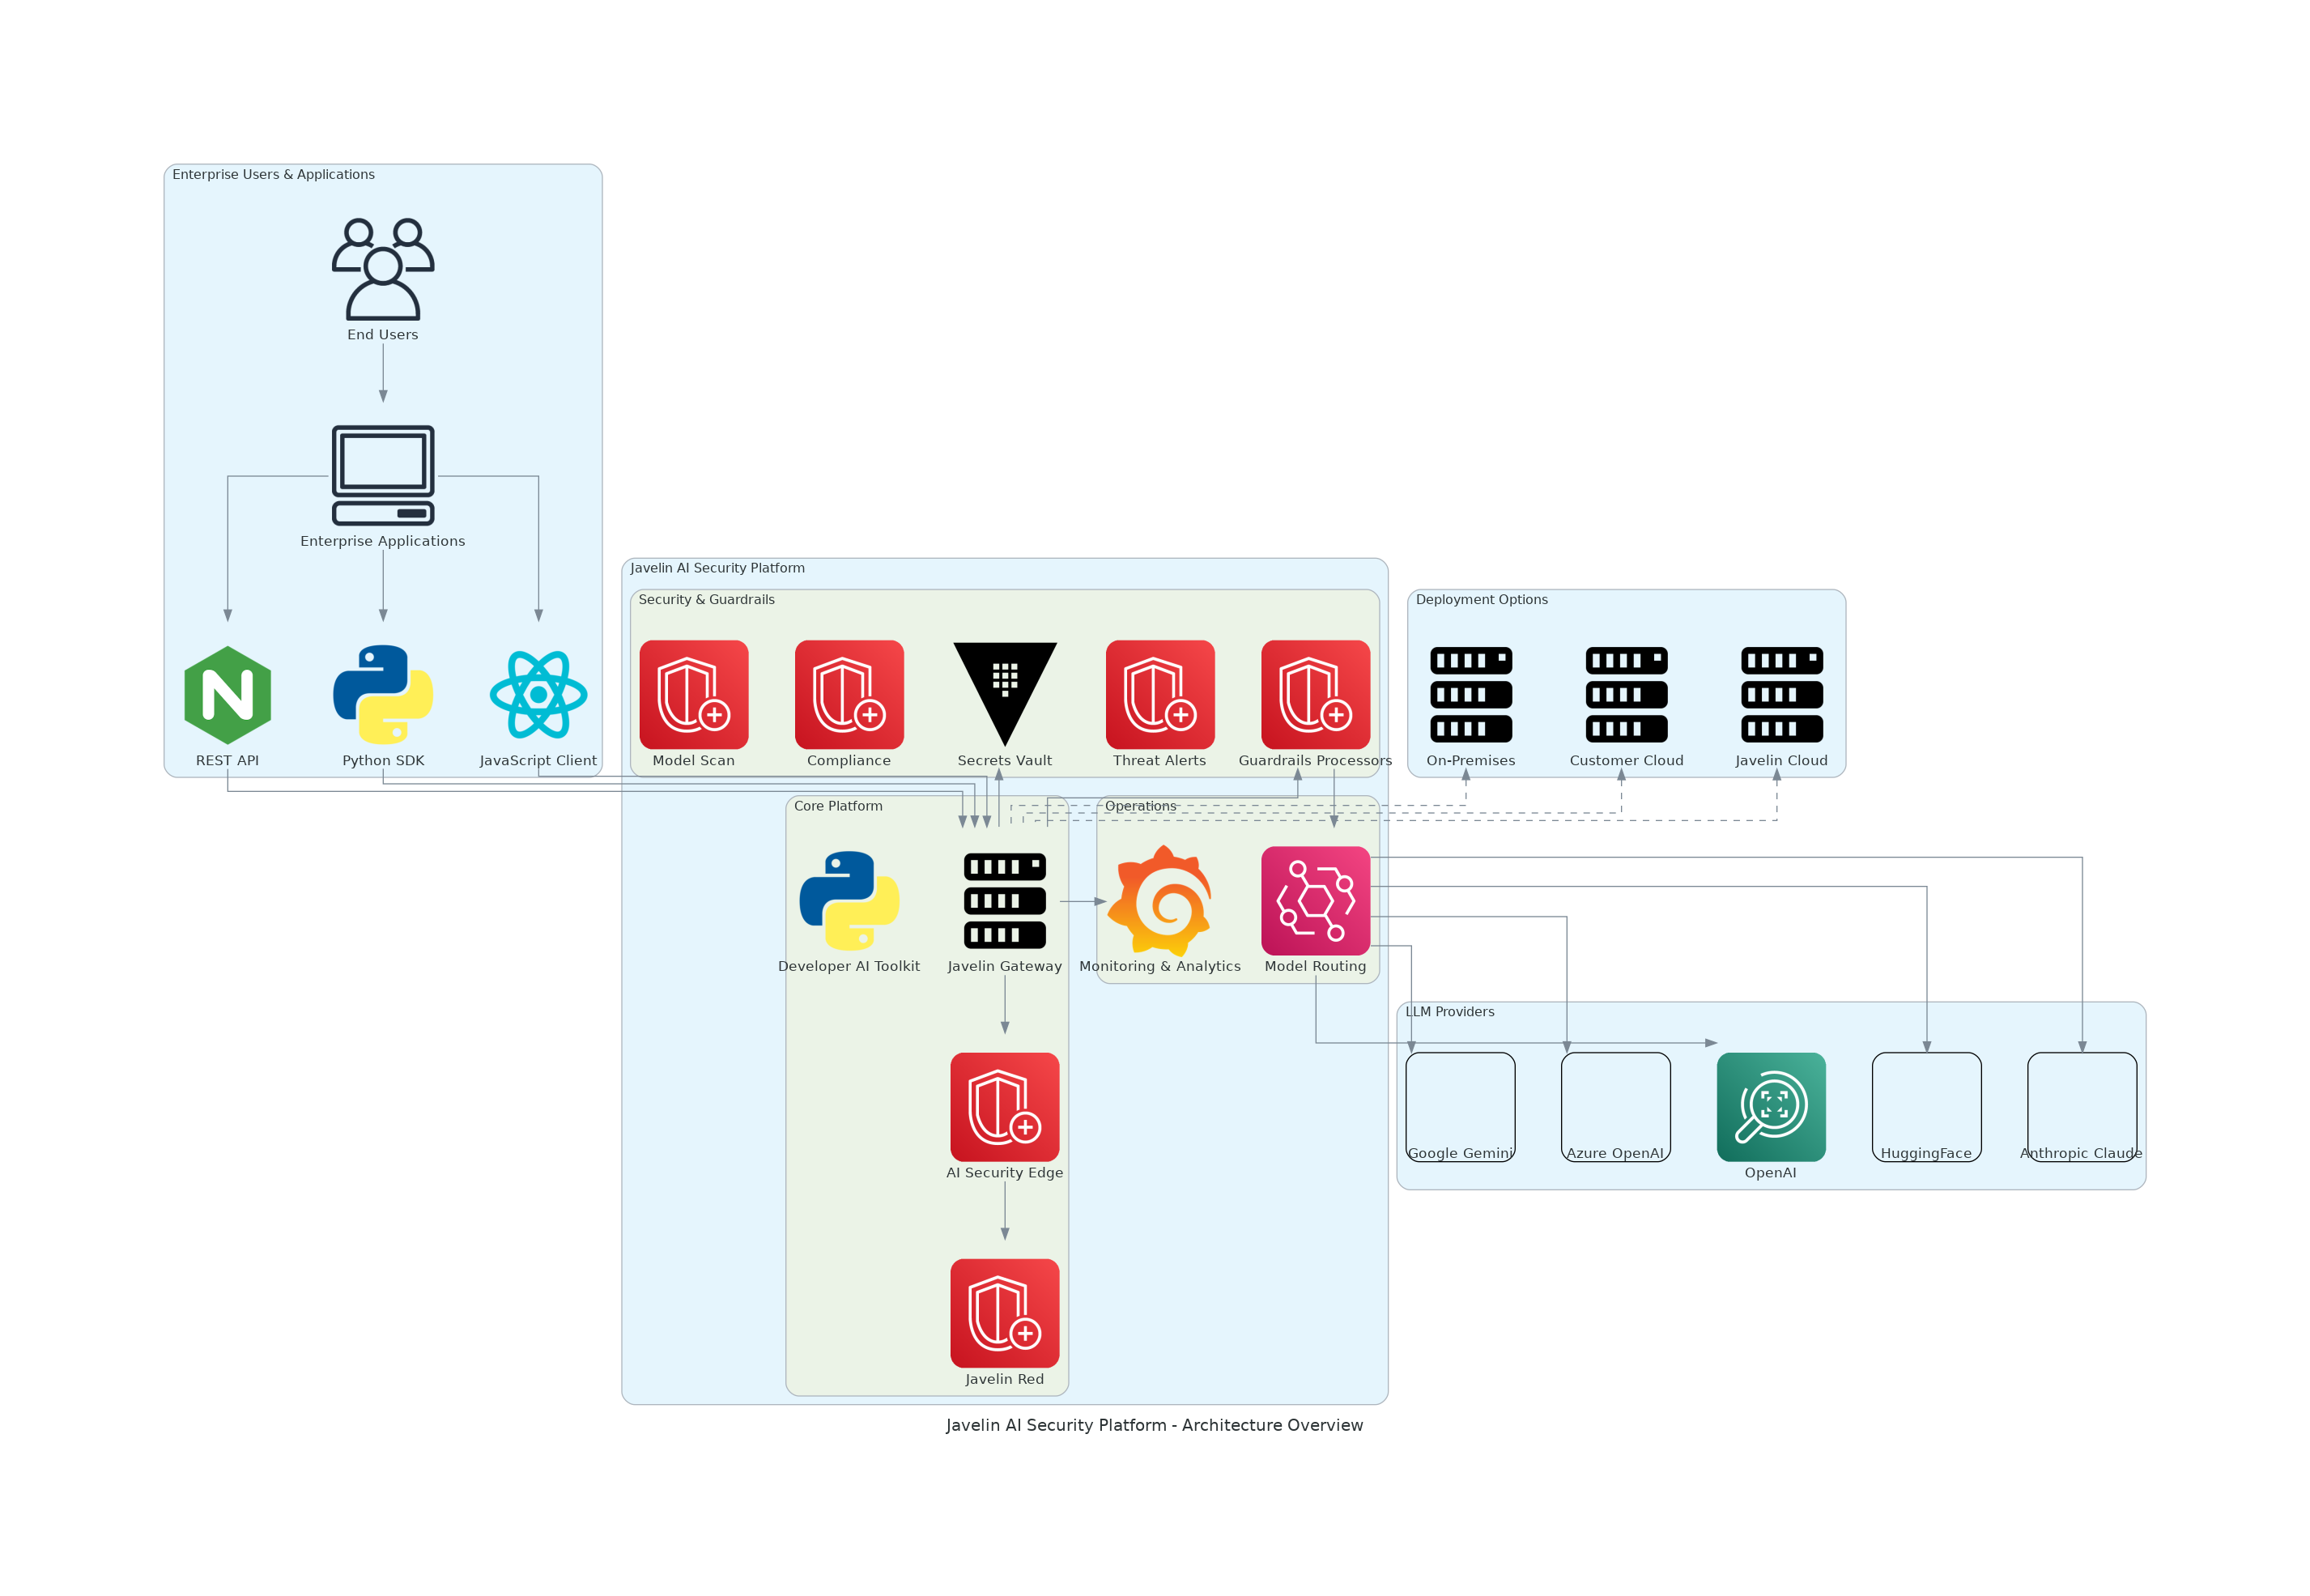 Enterprise Users & Applications
End Users
Enterprise Applications
REST API
Python SDK
JavaScript Client
Javelin AI Security Platform
Security & Guardrails
Model Scan
Compliance
Secrets Vault
Threat Alerts
Guardrails Processors
Deployment Options
On-Premises
Customer Cloud
Javelin Cloud
Core Platform
Developer AI Toolkit
Javelin Gateway
Operations
Monitoring & Analytics
Model Routing
AI Security Edge
Javelin Red
LLM Providers
Google Gemini
Azure OpenAI
OpenAI
HuggingFace
Anthropic Claude
Javelin AI Security Platform - Architecture Overview